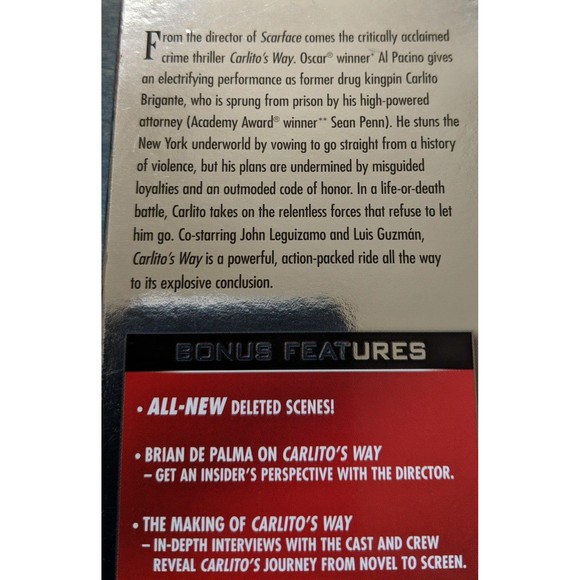 From the director of Scarface comes the critically acclaimed
crime thriller Carlito's Way. Oscar® winner* Al Pacino gives
an electrifying performance as former drug kingpin Carlito
Brigante, who is sprung from prison by his high-powered
attorney (Academy Award® winner** Sean Penn). He stuns the
New York underworld by vowing to go straight from a history
of violence, but his plans are undermined by misguided
loyalties and an outmoded code of honor. In a life-or-death
battle, Carlito takes on the relentless forces that refuse to let
him go. Co-starring John Leguizamo and Luis Guzmán,
Carlito's Way is a powerful, action-packed ride all the way
to its explosive conclusion.
BONUS FEATURES
• ALL-NEW DELETED SCENES!
• BRIAN DE PALMA ON CARLITO'S WAY
– GET AN INSIDER'S PERSPECTIVE WITH THE DIRECTOR.
• THE MAKING OF CARLITO'S WAY
– IN-DEPTH INTERVIEWS WITH THE CAST AND CREW
REVEAL CARLITO'S JOURNEY FROM NOVEL TO SCREEN.